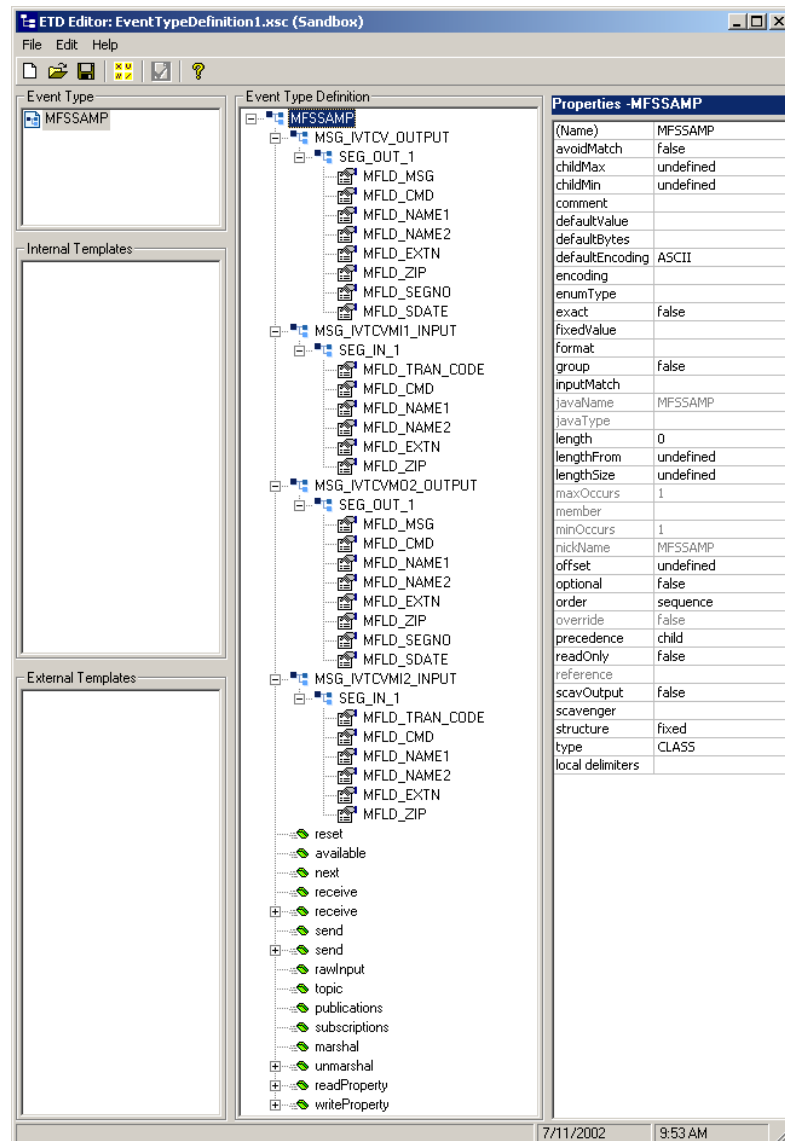 ETD Editor: EventTypeDefinition1.xsc (Sandbox)
File Edit Help
Event Type
MFSSAMP
Internal Templates
External Templates
Event Type Definition
MFSSAMP
MSG_IVTCV_OUTPUT
SEG_OUT_1
MFLD_MSG
MFLD_CMD
MFLD_NAME1
MFLD_NAME2
MFLD_EXTN
MFLD_ZIP
MFLD_SEGNO
MFLD_SDATE
MSG_IVTCVMI1_INPUT
SEG_IN_1
MFLD_TRAN_CODE
MFLD_CMD
MFLD_NAME1
MFLD_NAME2
MFLD_EXTN
MFLD_ZIP
MSG_IVTCVMO2_OUTPUT
SEG_OUT_1
MFLD_MSG
MFLD_CMD
MFLD_NAME1
MFLD_NAME2
MFLD_EXTN
MFLD_ZIP
MFLD_SEGNO
MFLD_SDATE
MSG_IVTCVMI2_INPUT
SEG_IN_1
MFLD_TRAN_CODE
MFLD_CMD
MFLD_NAME1
MFLD_NAME2
MFLD_EXTN
MFLD_ZIP
reset
available
next
receive
receive
send
send
rawInput
topic
publications
subscriptions
marshal
unmarshal
readProperty
writeProperty
Properties -MFSSAMP
(Name) MFSSAMP
avoidMatch false
childMax undefined
childMin undefined
comment
defaultValue
defaultBytes
defaultEncoding ASCII
encoding
enumType
exact false
fixedValue
format
group false
inputMatch
javaName MFSSAMP
javaType
length 0
lengthFrom undefined
lengthSize undefined
maxOccurs 1
member
minOccurs 1
nickName MFSSAMP
offset undefined
optional false
order sequence
override false
precedence child
readOnly false
reference
scavOutput false
scavenger
structure fixed
type CLASS
local delimiters
7/11/2002 9:53 AM